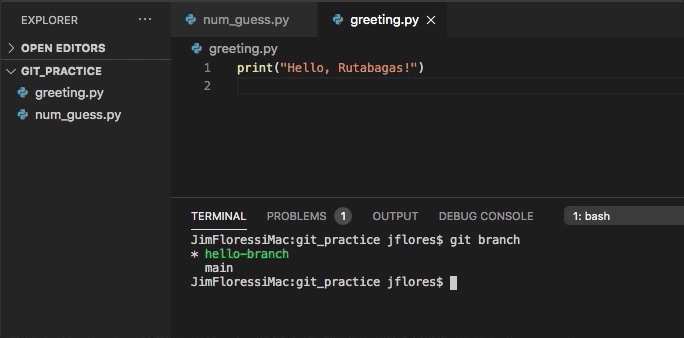 EXPLORER ...
OPEN EDITORS
GIT_PRACTICE
greeting.py
num_guess.py
num_guess.py greeting.py
greeting.py
1 print("Hello, Rutabagas!")
2
TERMINAL PROBLEMS 1 OUTPUT DEBUG CONSOLE 1: bash
JimFloressiMac:git_practice jflores$ git branch
* hello-branch
main
JimFloressiMac:git_practice jflores$